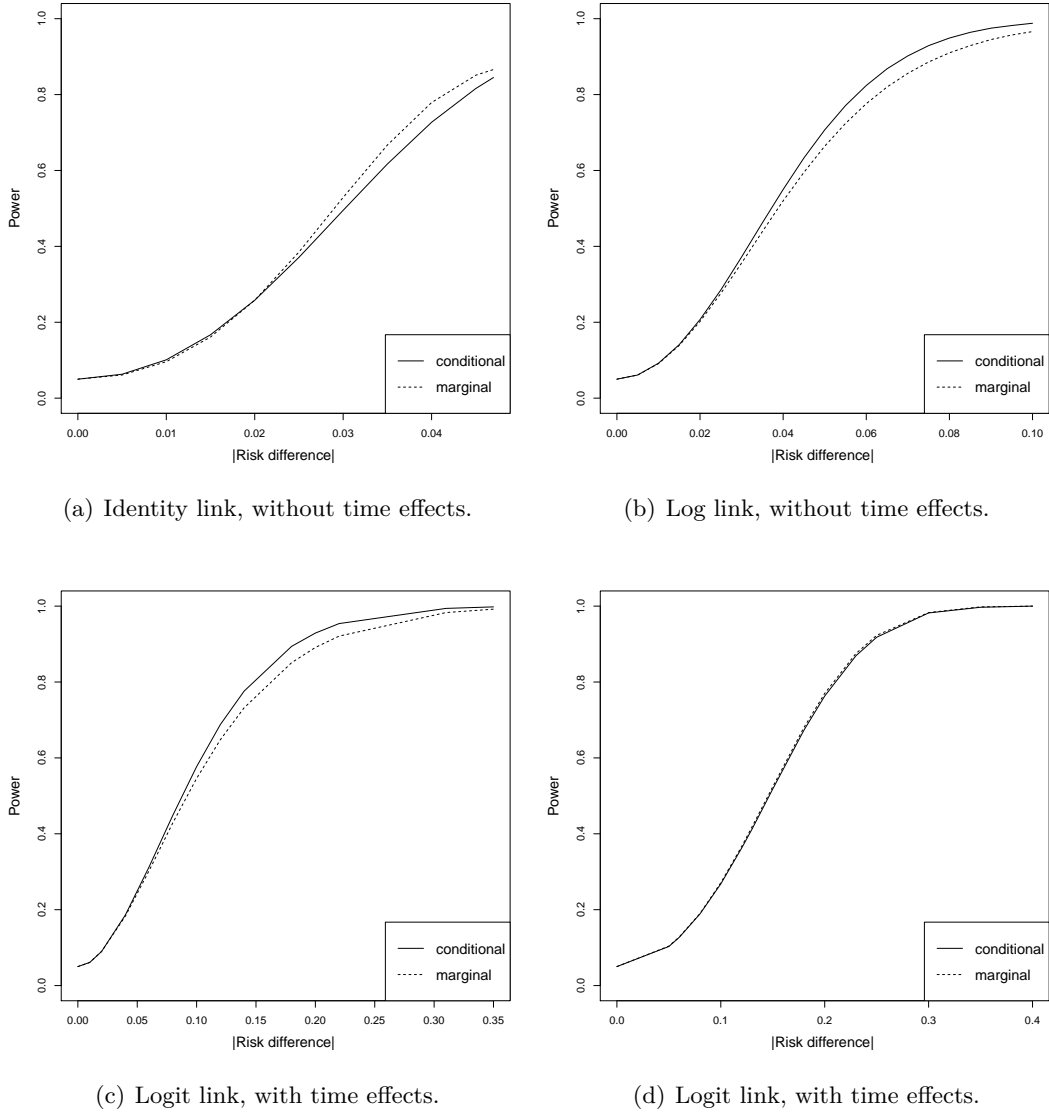 Power
1.0
0.8
0.6
0.4
0.2
0.0
conditional
marginal
0.00 0.01 0.02 0.03 0.04
|Risk difference|
(a) Identity link, without time effects.
Power
1.0
0.8
0.6
0.4
0.2
0.0
conditional
marginal
0.00 0.02 0.04 0.06 0.08 0.10
|Risk difference|
(b) Log link, without time effects.
Power
1.0
0.8
0.6
0.4
0.2
0.0
conditional
marginal
0.00 0.05 0.10 0.15 0.20 0.25 0.30 0.35
|Risk difference|
(c) Logit link, with time effects.
Power
1.0
0.8
0.6
0.4
0.2
0.0
conditional
marginal
0.0 0.1 0.2 0.3 0.4
|Risk difference|
(d) Logit link, with time effects.